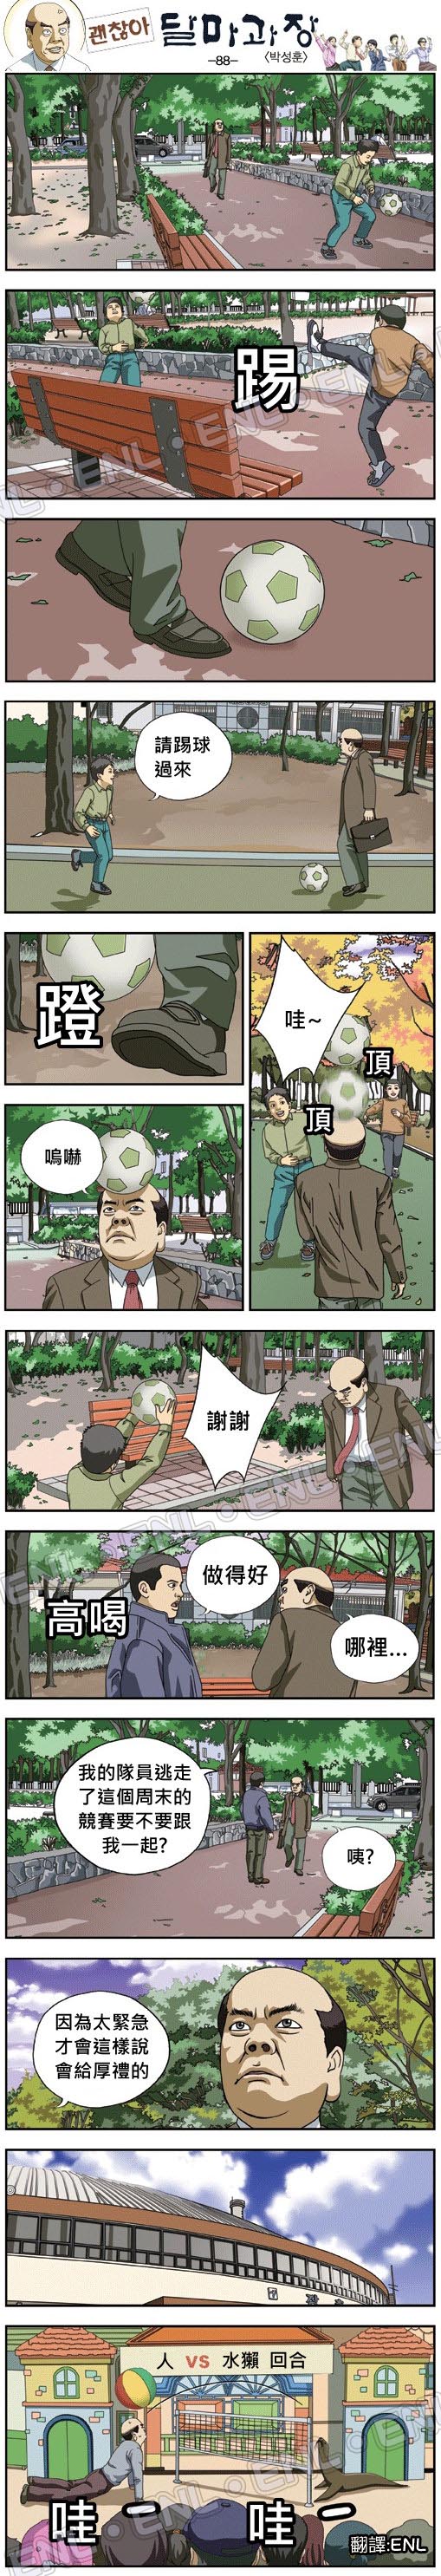 괜찮아 달마과장
-88-
<박성훈>
踢
請踢球
過來
蹬
哇~
頂
頂
嗚嚇
謝謝
高喝
做得好
哪裡...
我的隊員逃走
了這個周末的
競賽要不要跟
我一起?
咦?
因為太緊急
才會這樣說
會給厚禮的
人 VS 水獺 回合
哇ー
哇ー
翻譯:ENL